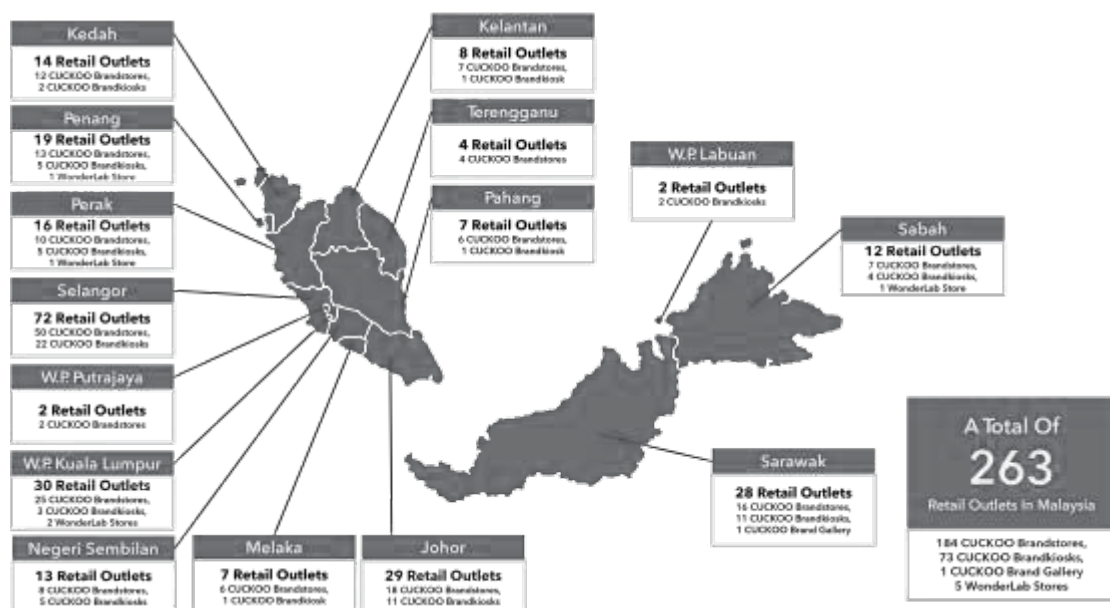 Kedah
14 Retail Outlets
12 CUCKOO Brandstores,
2 CUCKOO Brandkiosks
Penang
19 Retail Outlets
13 CUCKOO Brandstores,
5 CUCKOO Brandkiosks,
1 WonderLab Store
Perak
16 Retail Outlets
10 CUCKOO Brandstores,
5 CUCKOO Brandkiosks,
1 WonderLab Store
Selangor
72 Retail Outlets
50 CUCKOO Brandstores,
22 CUCKOO Brandkiosks
W.P. Putrajaya
2 Retail Outlets
2 CUCKOO Brandstores
W.P. Kuala Lumpur
30 Retail Outlets
25 CUCKOO Brandstores,
3 CUCKOO Brandkiosks,
2 WonderLab Stores
Negeri Sembilan
13 Retail Outlets
8 CUCKOO Brandstores,
5 CUCKOO Brandkiosks
Melaka
7 Retail Outlets
6 CUCKOO Brandstores,
1 CUCKOO Brandkiosk
Johor
29 Retail Outlets
18 CUCKOO Brandstores,
11 CUCKOO Brandkiosks
Kelantan
8 Retail Outlets
7 CUCKOO Brandstores,
1 CUCKOO Brandkiosk
Terengganu
4 Retail Outlets
4 CUCKOO Brandstores
Pahang
7 Retail Outlets
6 CUCKOO Brandstores,
1 CUCKOO Brandkiosk
W.P. Labuan
2 Retail Outlets
2 CUCKOO Brandkiosks
Sabah
12 Retail Outlets
7 CUCKOO Brandstores,
4 CUCKOO Brandkiosks,
1 WonderLab Store
Sarawak
28 Retail Outlets
16 CUCKOO Brandstores,
11 CUCKOO Brandkiosks,
1 CUCKOO Brand Gallery
A Total Of
263
Retail Outlets In Malaysia
184 CUCKOO Brandstores,
73 CUCKOO Brandkiosks,
1 CUCKOO Brand Gallery
5 WonderLab Stores